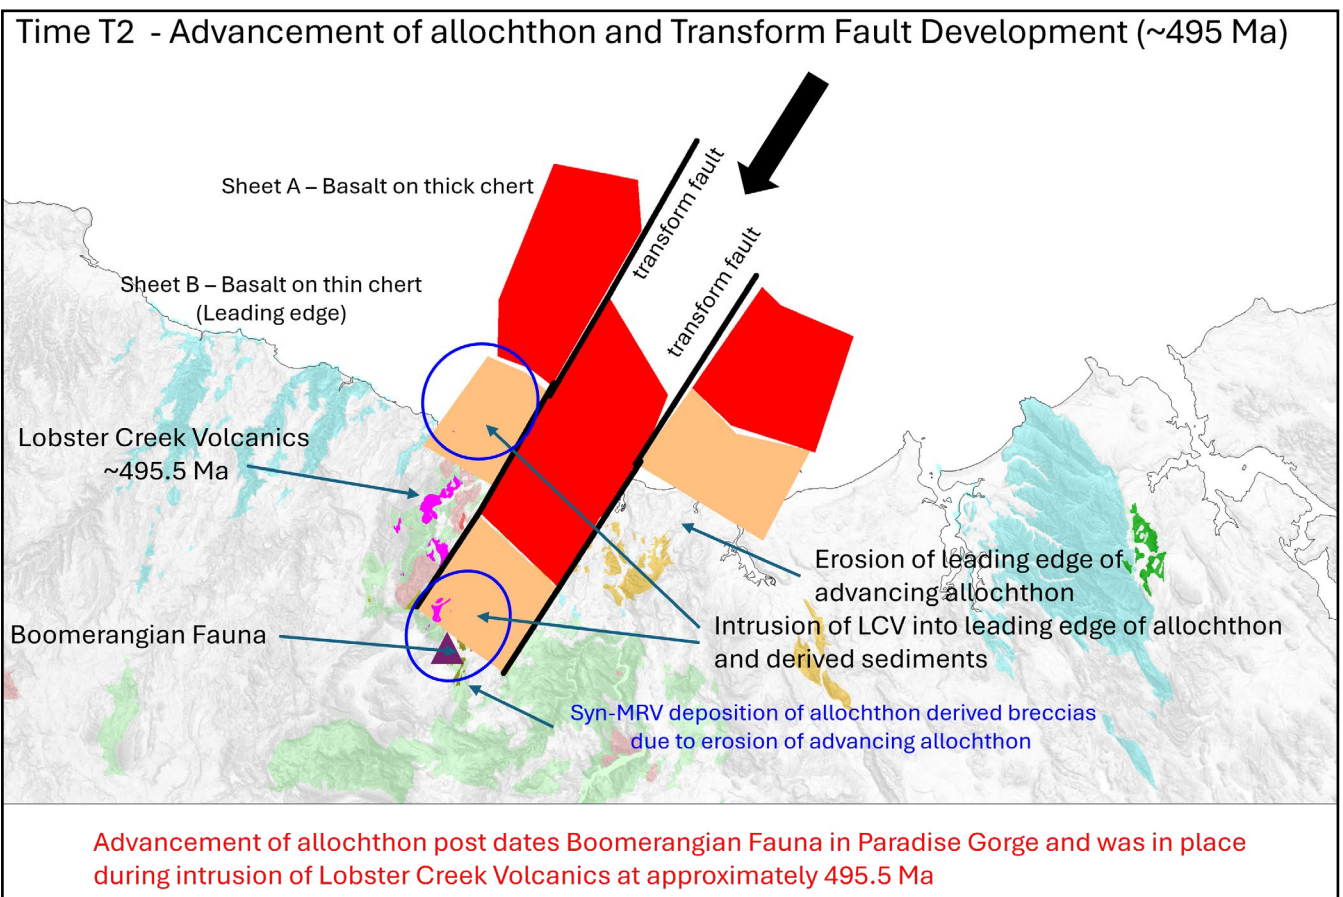 Time T2 - Advancement of allochthon and Transform Fault Development (~495 Ma)
Sheet A – Basalt on thick chert
transform fault
transform fault
Sheet B – Basalt on thin chert
(Leading edge)
Lobster Creek Volcanics
~495.5 Ma
Erosion of leading edge of
advancing allochthon
Boomerangian Fauna
Intrusion of LCV into leading edge of allochthon
and derived sediments
Syn-MRV deposition of allochthon derived breccias
due to erosion of advancing allochthon
Advancement of allochthon post dates Boomerangian Fauna in Paradise Gorge and was in place
during intrusion of Lobster Creek Volcanics at approximately 495.5 Ma